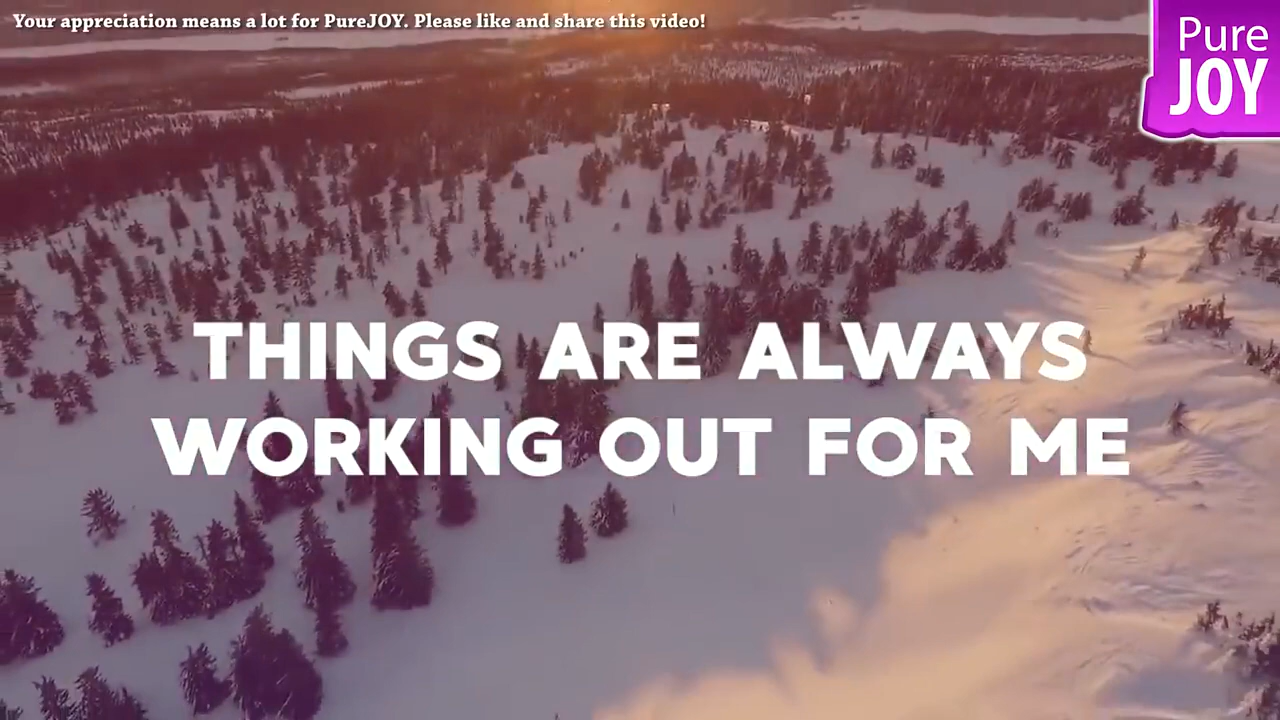 Your appreciation means a lot for PureJOY. Please like and share this video!
Pure
JOY
THINGS ARE ALWAYS
WORKING OUT FOR ME